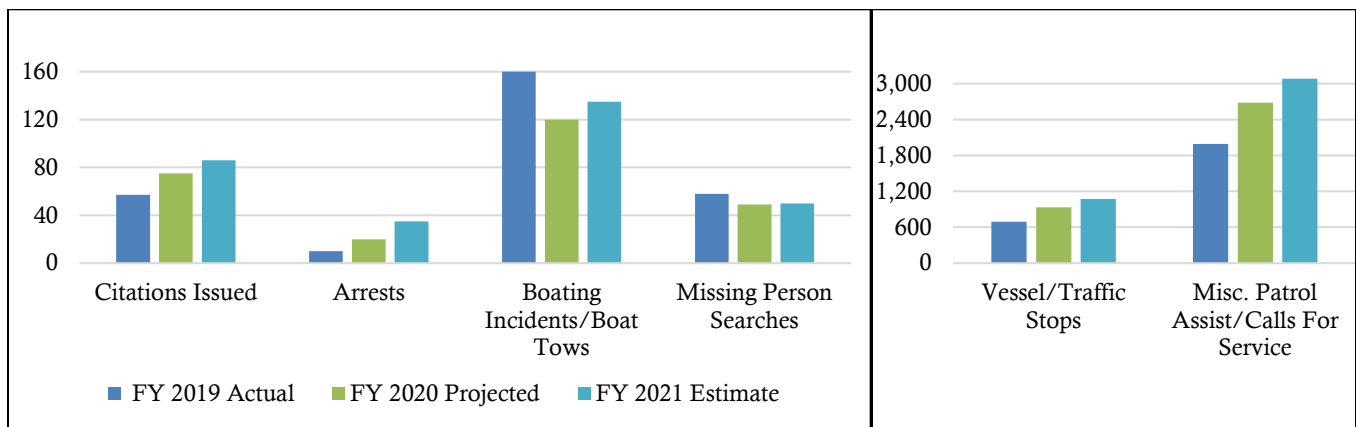 160
120
80
40
0
Citations Issued
Arrests
Boating
Incidents/Boat
Tows
Missing Person
Searches
FY 2019 Actual
FY 2020 Projected
FY 2021 Estimate
3,000
2,400
1,800
1,200
600
0
Vessel/Traffic
Stops
Misc. Patrol
Assist/Calls For
Service